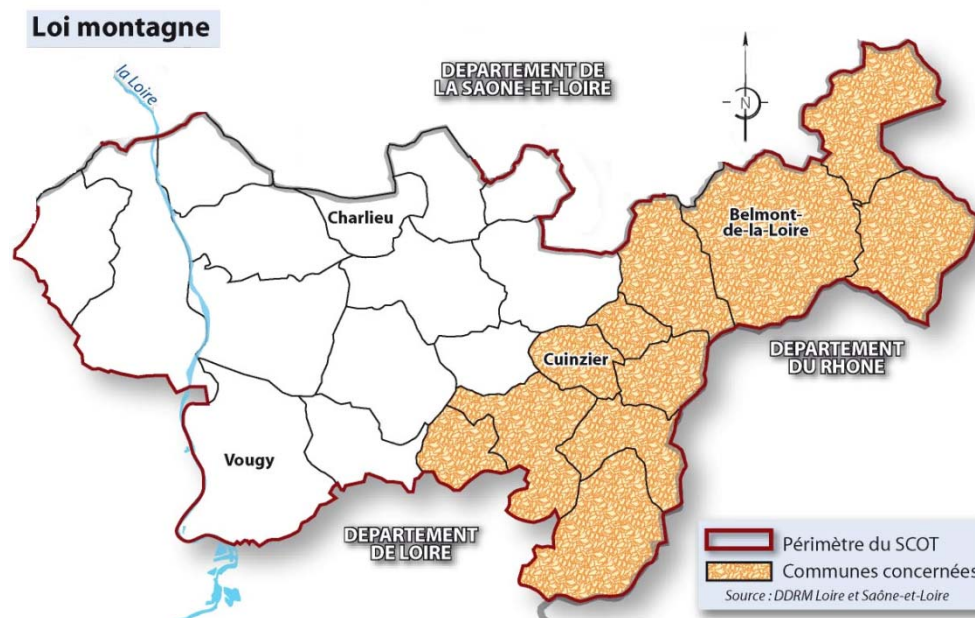 Loi montagne
la Loire
DEPARTEMENT DE
LA SAONE-ET-LOIRE
N
Charlieu
Belmont-
de-la-Loire
Cuinzier
DEPARTEMENT
DU RHONE
Vougy
DEPARTEMENT
DE LOIRE
Périmètre du SCOT
Communes concernées
Source : DDRM Loire et Saône-et-Loire